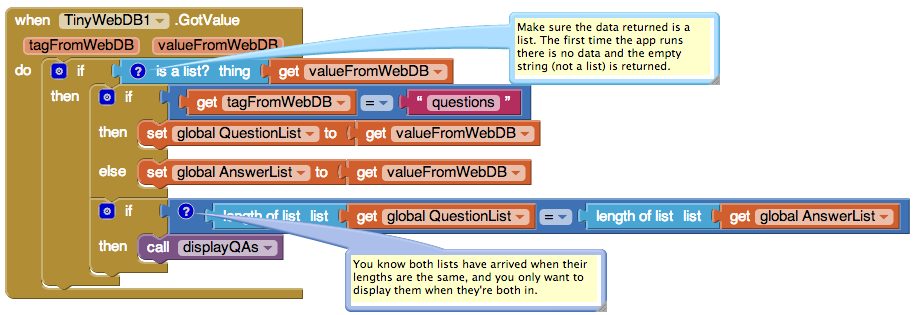 when TinyWebDB1 .GotValue
tagFromWebDB valueFromWebDB
do if ? is a list? thing get valueFromWebDB
Make sure the data returned is a
list. The first time the app runs
there is no data and the empty
string (not a list) is returned.
then if get tagFromWebDB = “ questions ”
then set global QuestionList to get valueFromWebDB
else set global AnswerList to get valueFromWebDB
if ? length of list list get global QuestionList = length of list list get global AnswerList
then call displayQAs
You know both lists have arrived when their
lengths are the same, and you only want to
display them when they're both in.